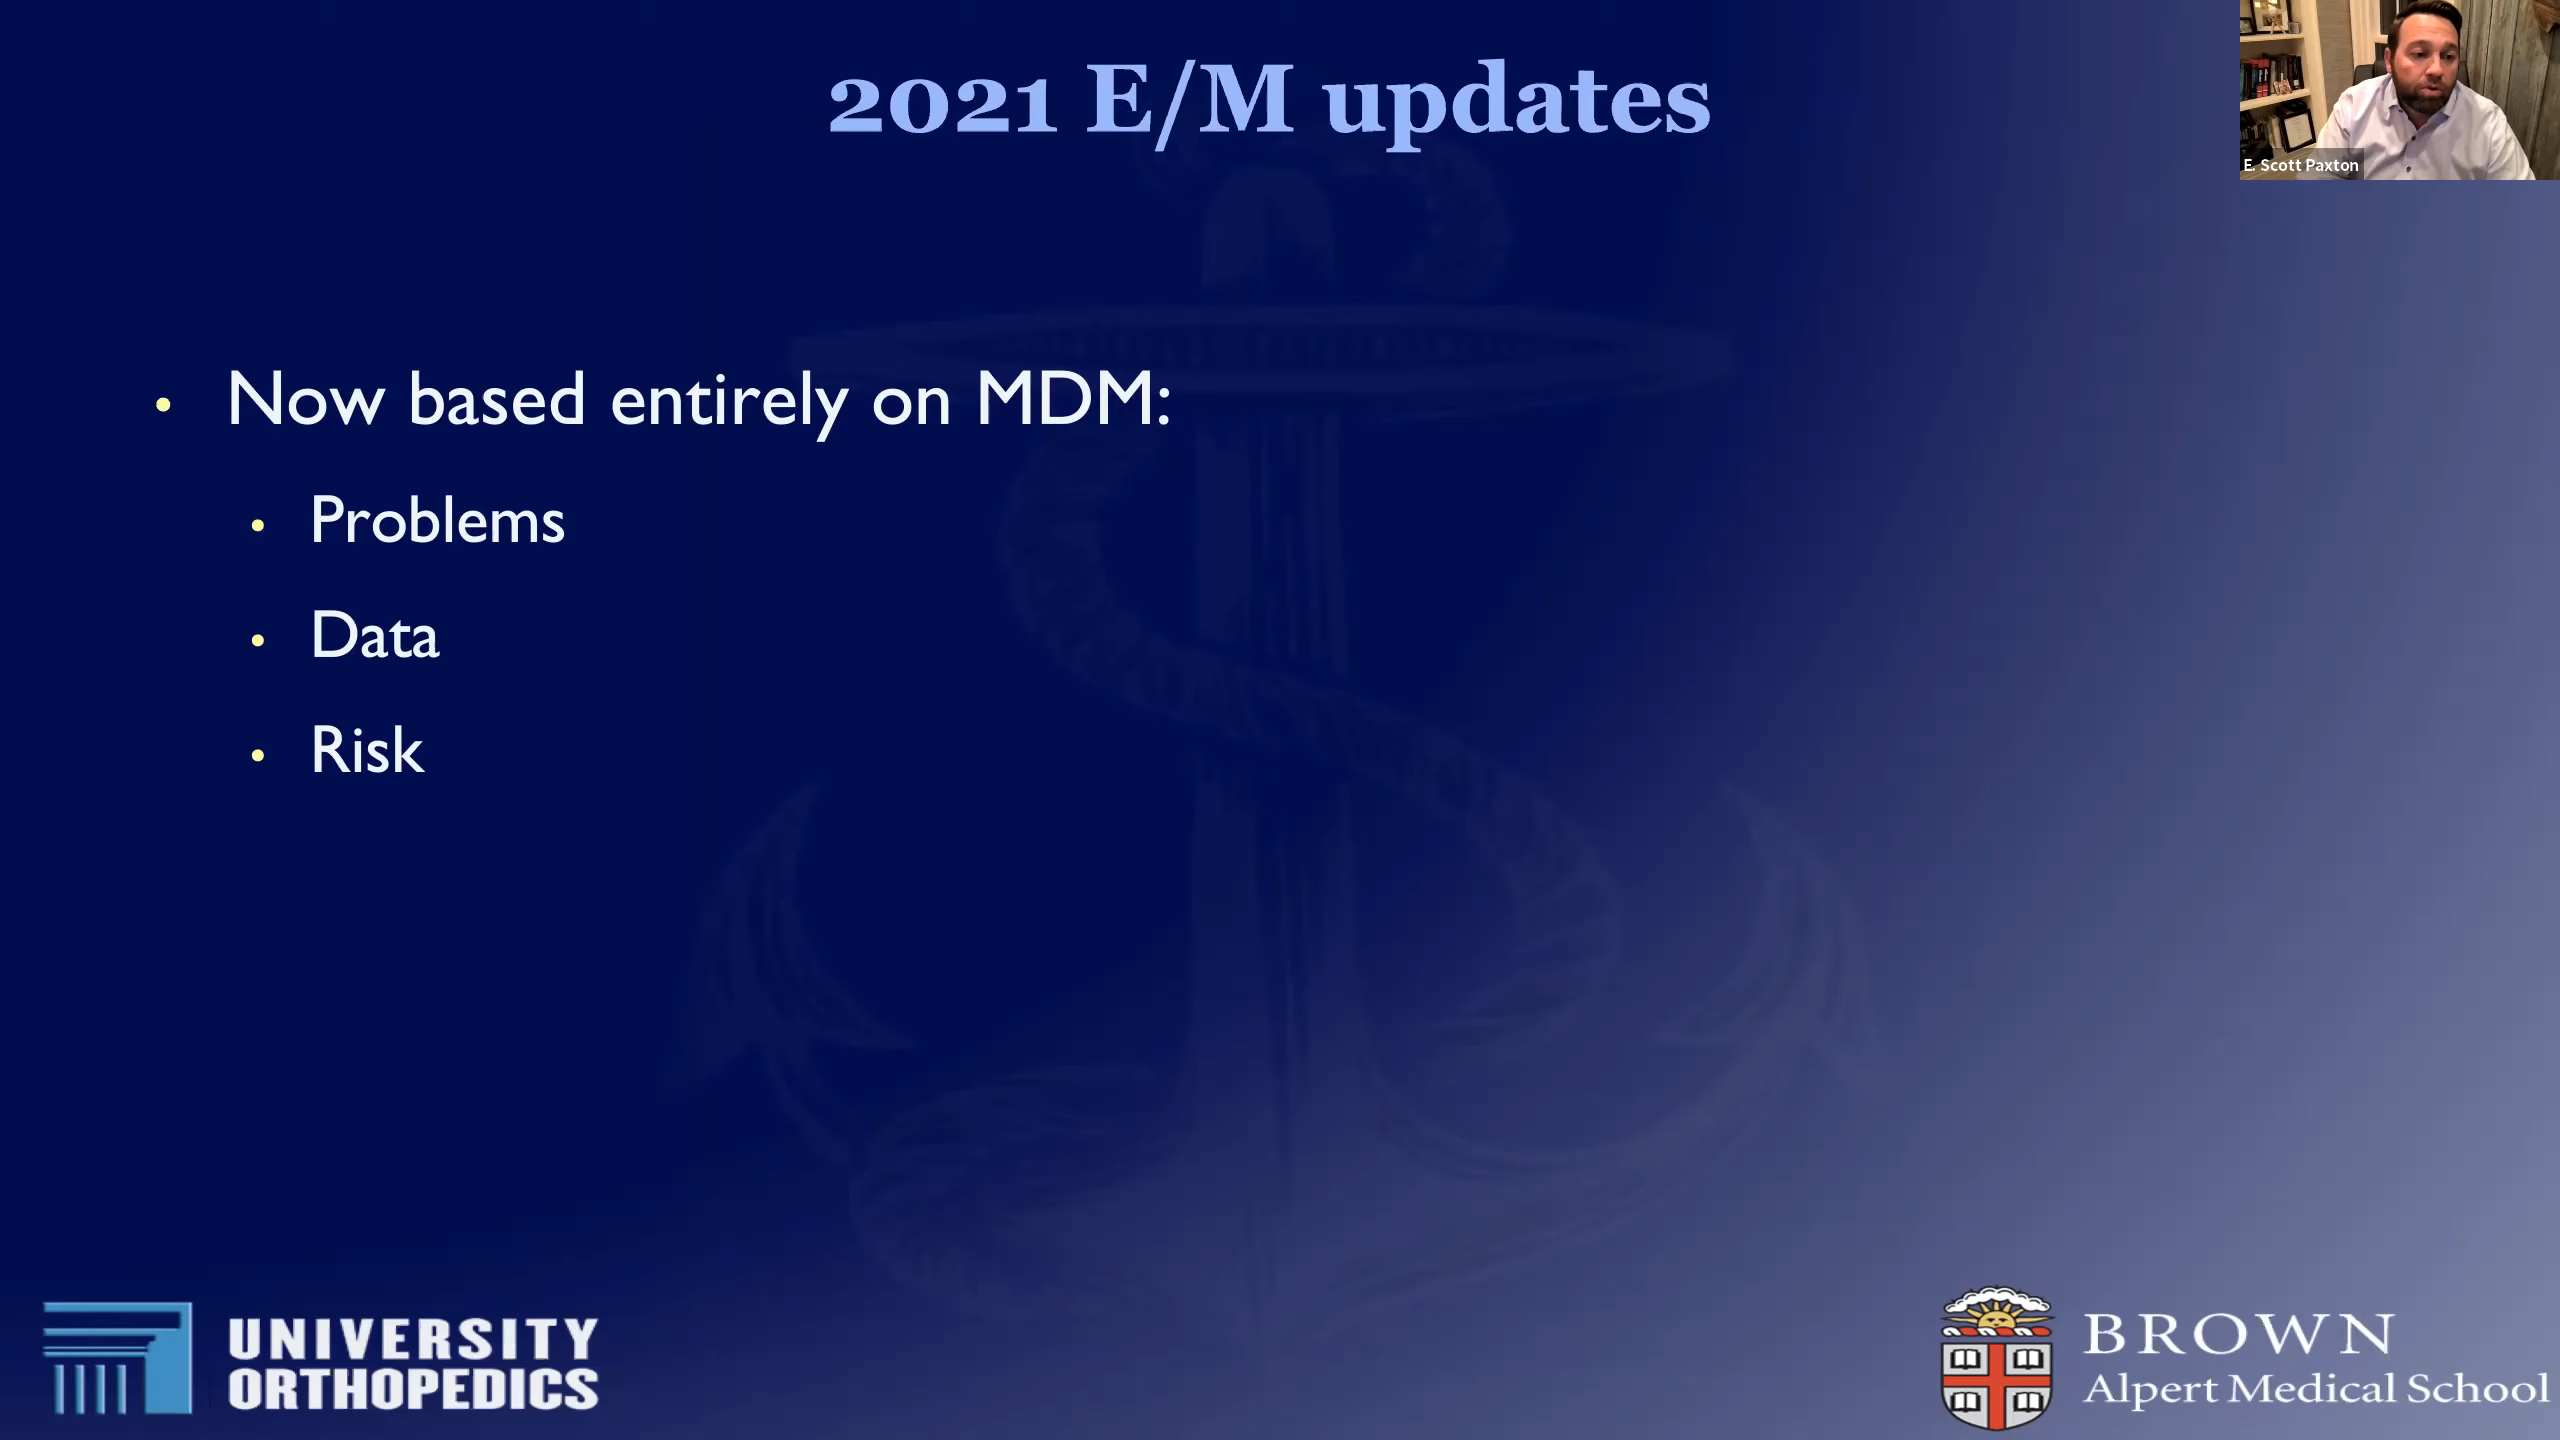 2021 E/M updates
E. Scott Paxton
• Now based entirely on MDM:
• Problems
• Data
• Risk
UNIVERSITY
ORTHOPEDICS
BROWN
Alpert Medical School